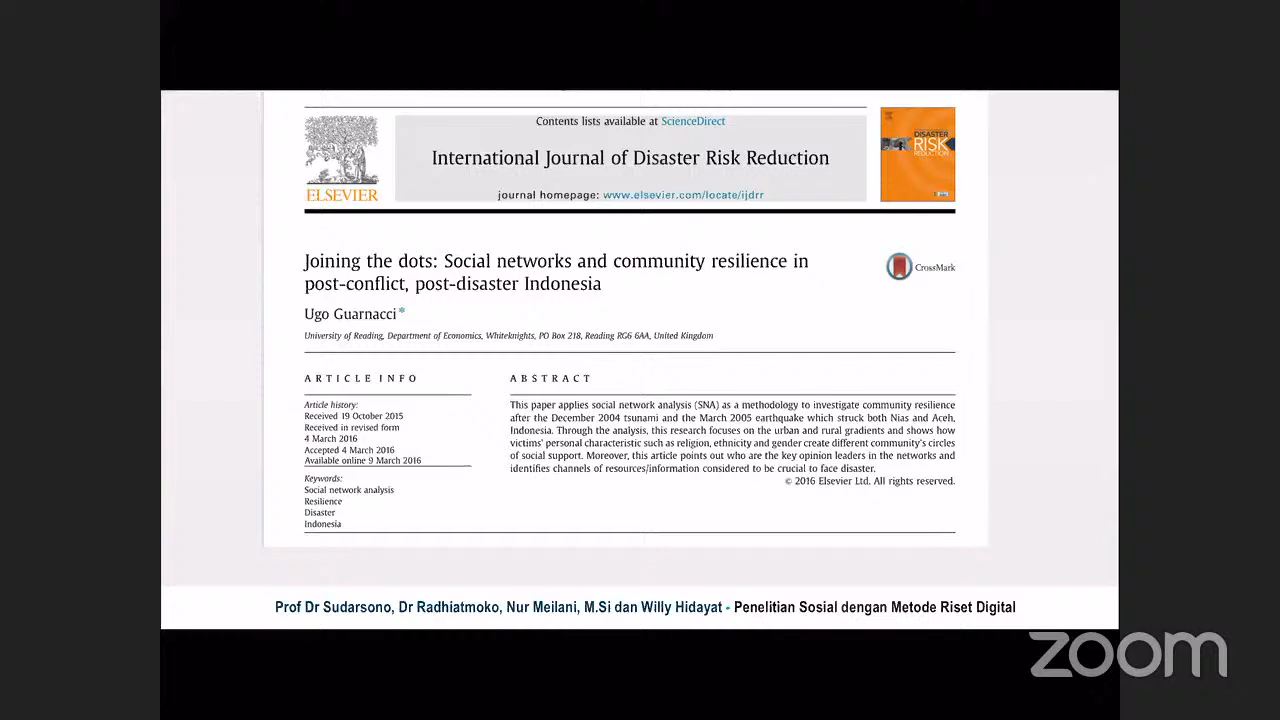 Contents lists available at ScienceDirect
International Journal of Disaster Risk Reduction
journal homepage: www.elsevier.com/locate/ijdrr
ELSEVIER
DISASTER
RISK
REDUCTION
Joining the dots: Social networks and community resilience in
post-conflict, post-disaster Indonesia
CrossMark
Ugo Guarnacci*
University of Reading, Department of Economics, Whiteknights, PO Box 218, Reading RG6 6AA, United Kingdom
ARTICLE INFO
Article history:
Received 19 October 2015
Received in revised form
4 March 2016
Accepted 4 March 2016
Available online 9 March 2016
Keywords:
Social network analysis
Resilience
Disaster
Indonesia
ABSTRACT
This paper applies social network analysis (SNA) as a methodology to investigate community resilience
after the December 2004 tsunami and the March 2005 earthquake which struck both Nias and Aceh,
Indonesia. Through the analysis, this research focuses on the urban and rural gradients and shows how
victims' personal characteristic such as religion, ethnicity and gender create different community's circles
of social support. Moreover, this article points out who are the key opinion leaders in the networks and
identifies channels of resources/information considered to be crucial to face disaster.
© 2016 Elsevier Ltd. All rights reserved.
Prof Dr Sudarsono, Dr Radhiatmoko, Nur Meilani, M.Si dan Willy Hidayat - Penelitian Sosial dengan Metode Riset Digital
zoom